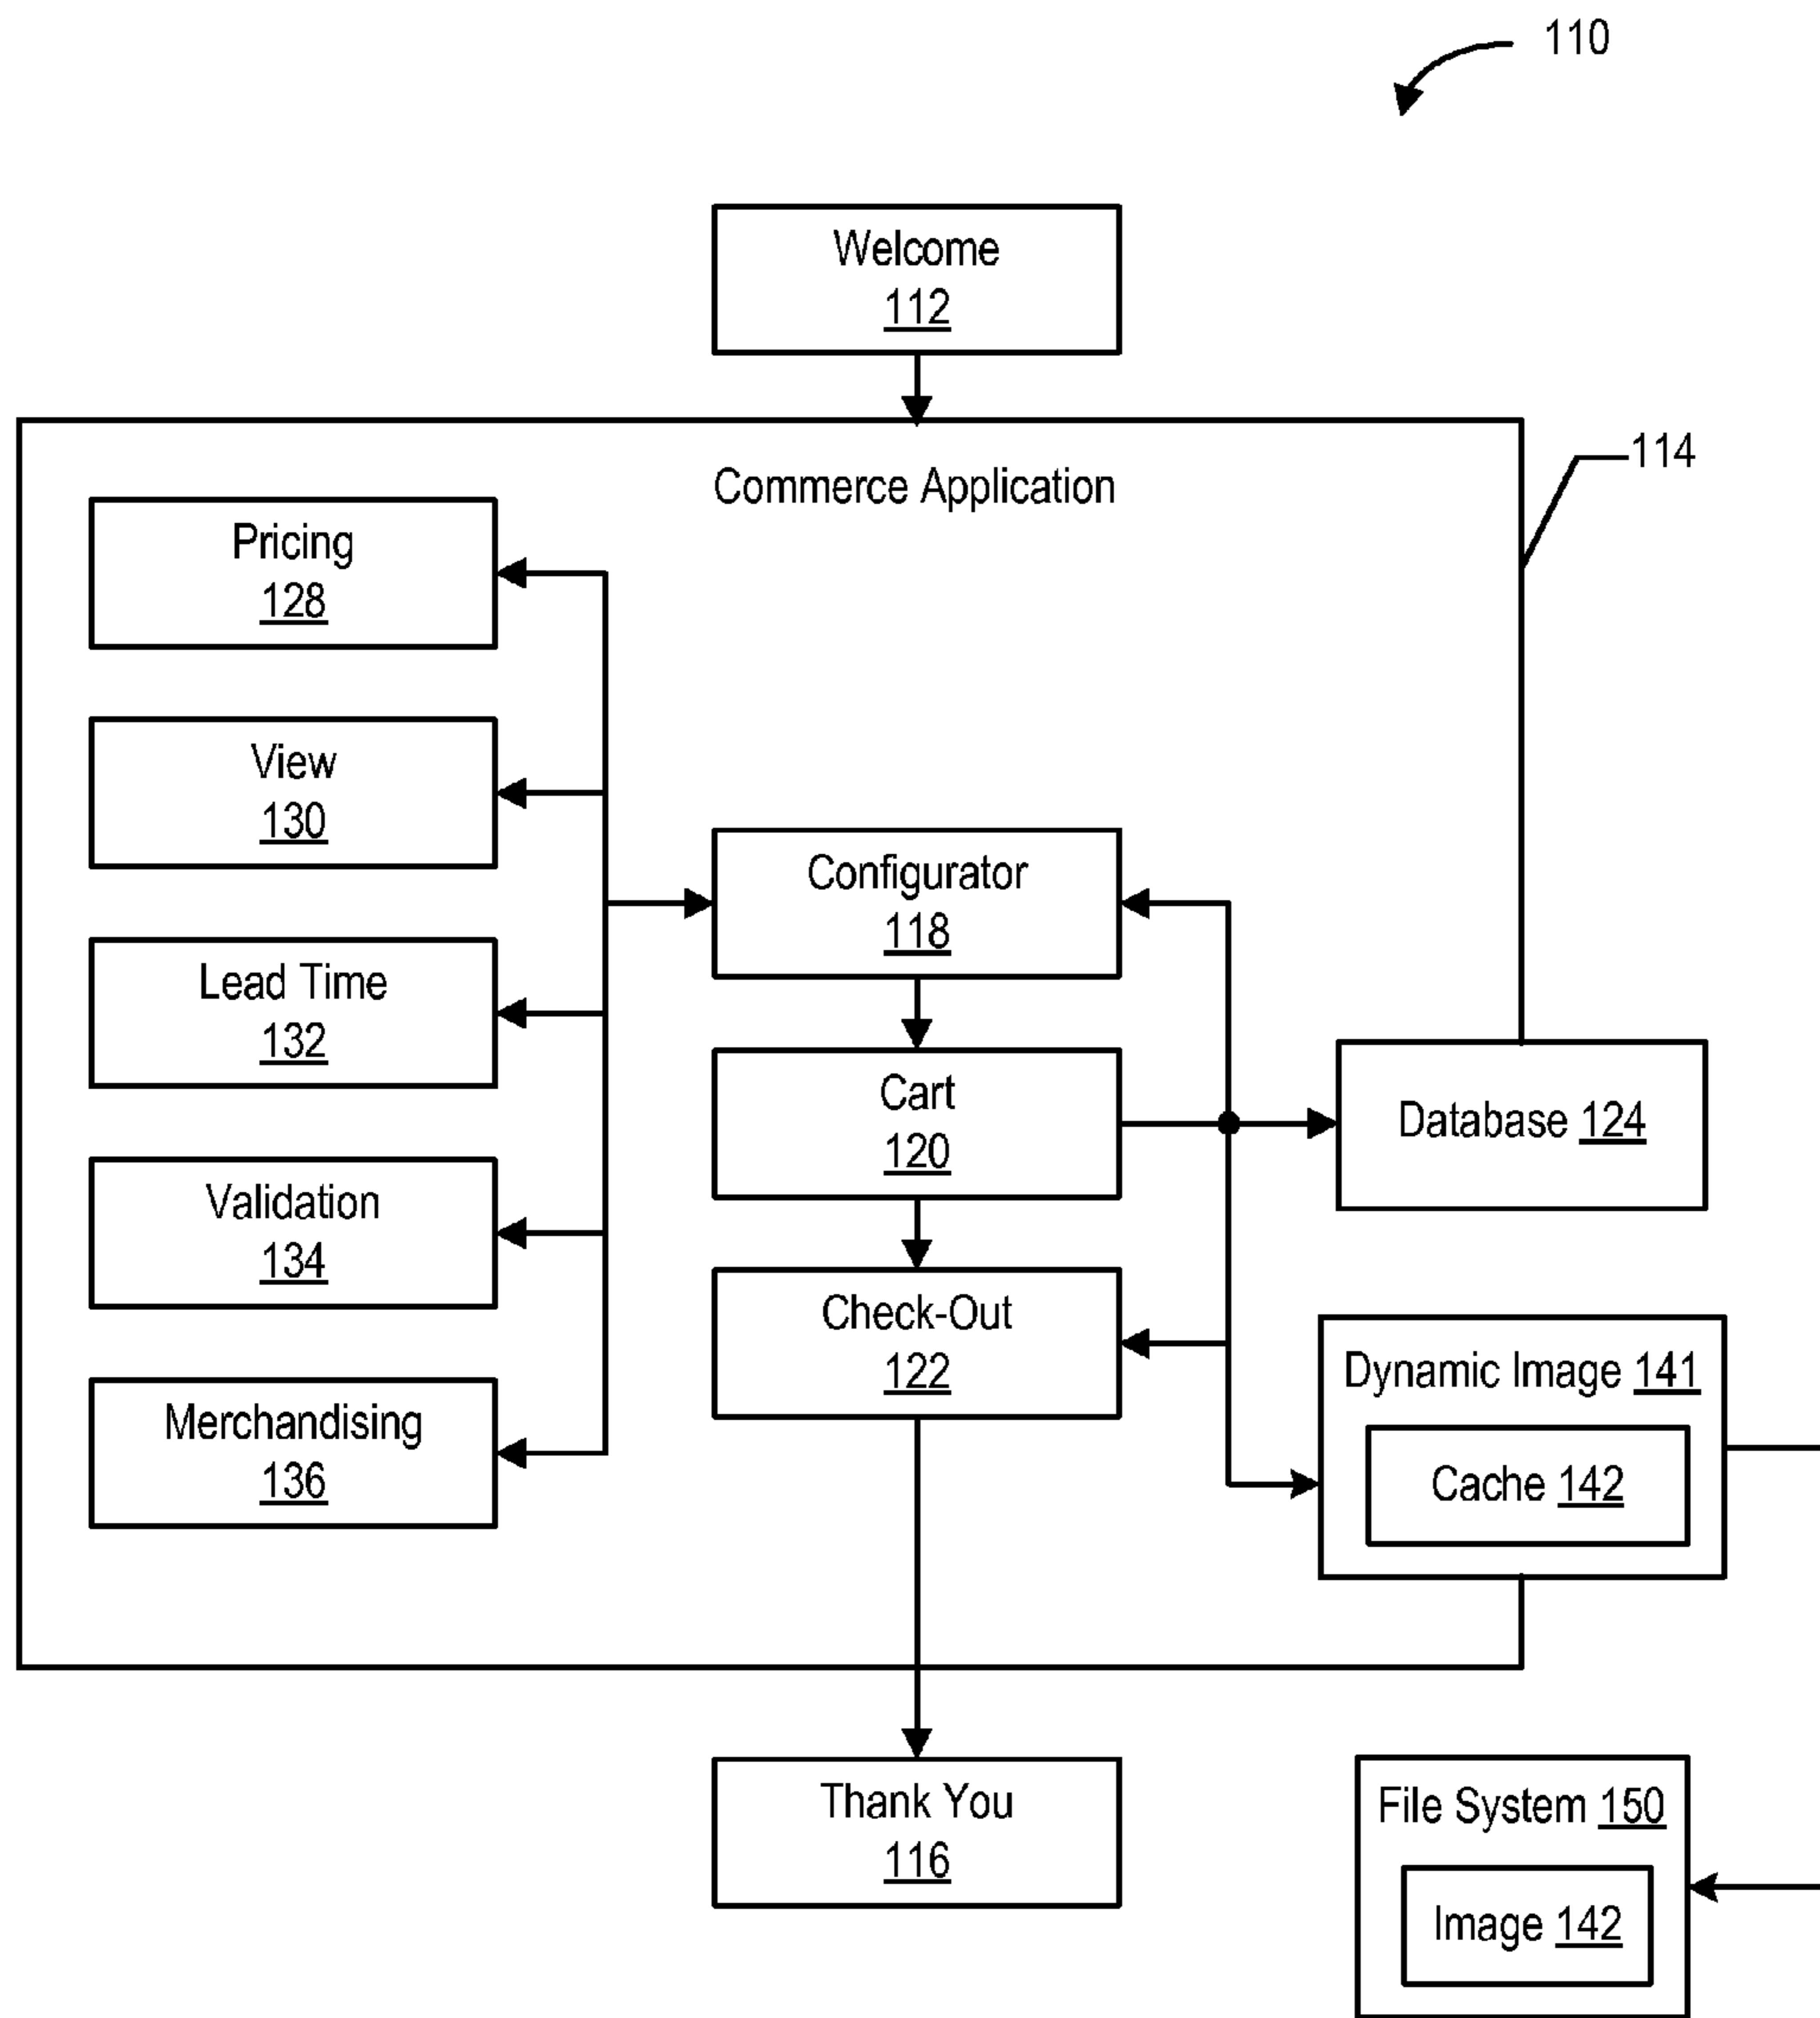 110
Welcome
112
Commerce Application
114
Pricing
128
View
130
Lead Time
132
Validation
134
Merchandising
136
Configurator
118
Cart
120
Check-Out
122
Database 124
Dynamic Image 141
Cache 142
Thank You
116
File System 150
Image 142